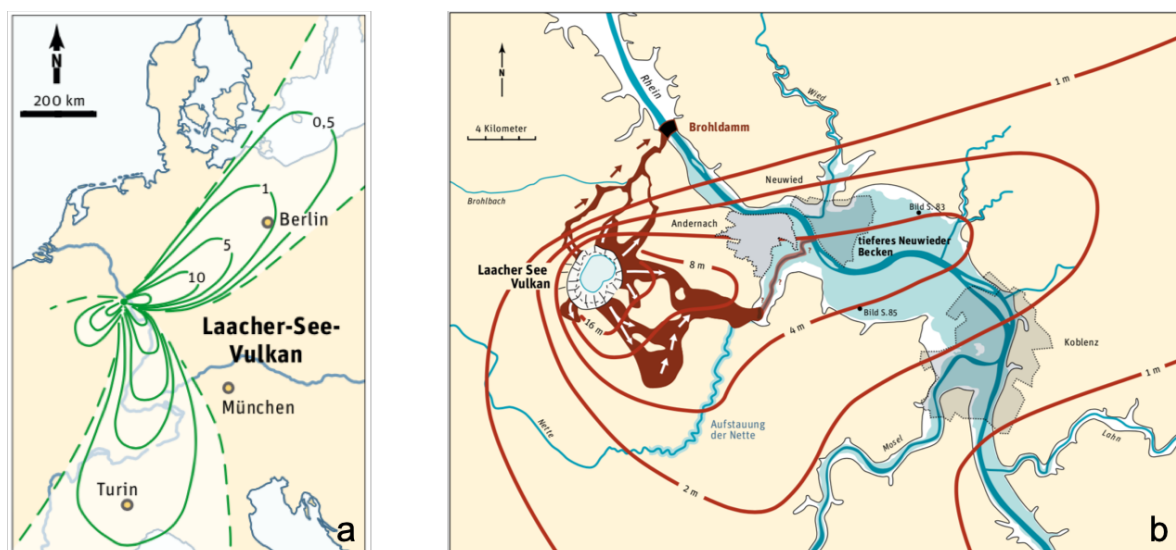 N
200 km
0,5
1
Berlin
5
10
Laacher-See-
Vulkan
München
Turin
a
N
4 Kilometer
Rhein
Wied
1 m
Brohldamm
Brohlbach
Neuwied
Andernach
Bild S. 83
tieferes Neuwieder
Becken
Laacher See
Vulkan
8 m
16 m
Bild S.85
4 m
Koblenz
1 m
Aufstauung
der Nette
Nette
Mosel
Lahn
2 m
b